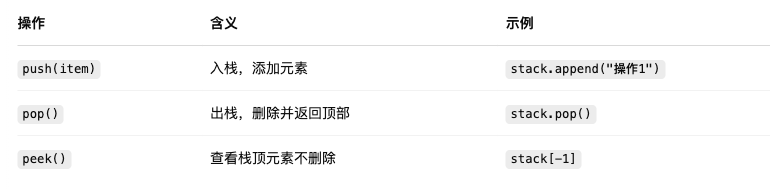 操作 含义 示例
push(item) 入栈，添加元素 stack.append("操作1")
pop() 出栈，删除并返回顶部 stack.pop()
peek() 查看栈顶元素不删除 stack[-1]